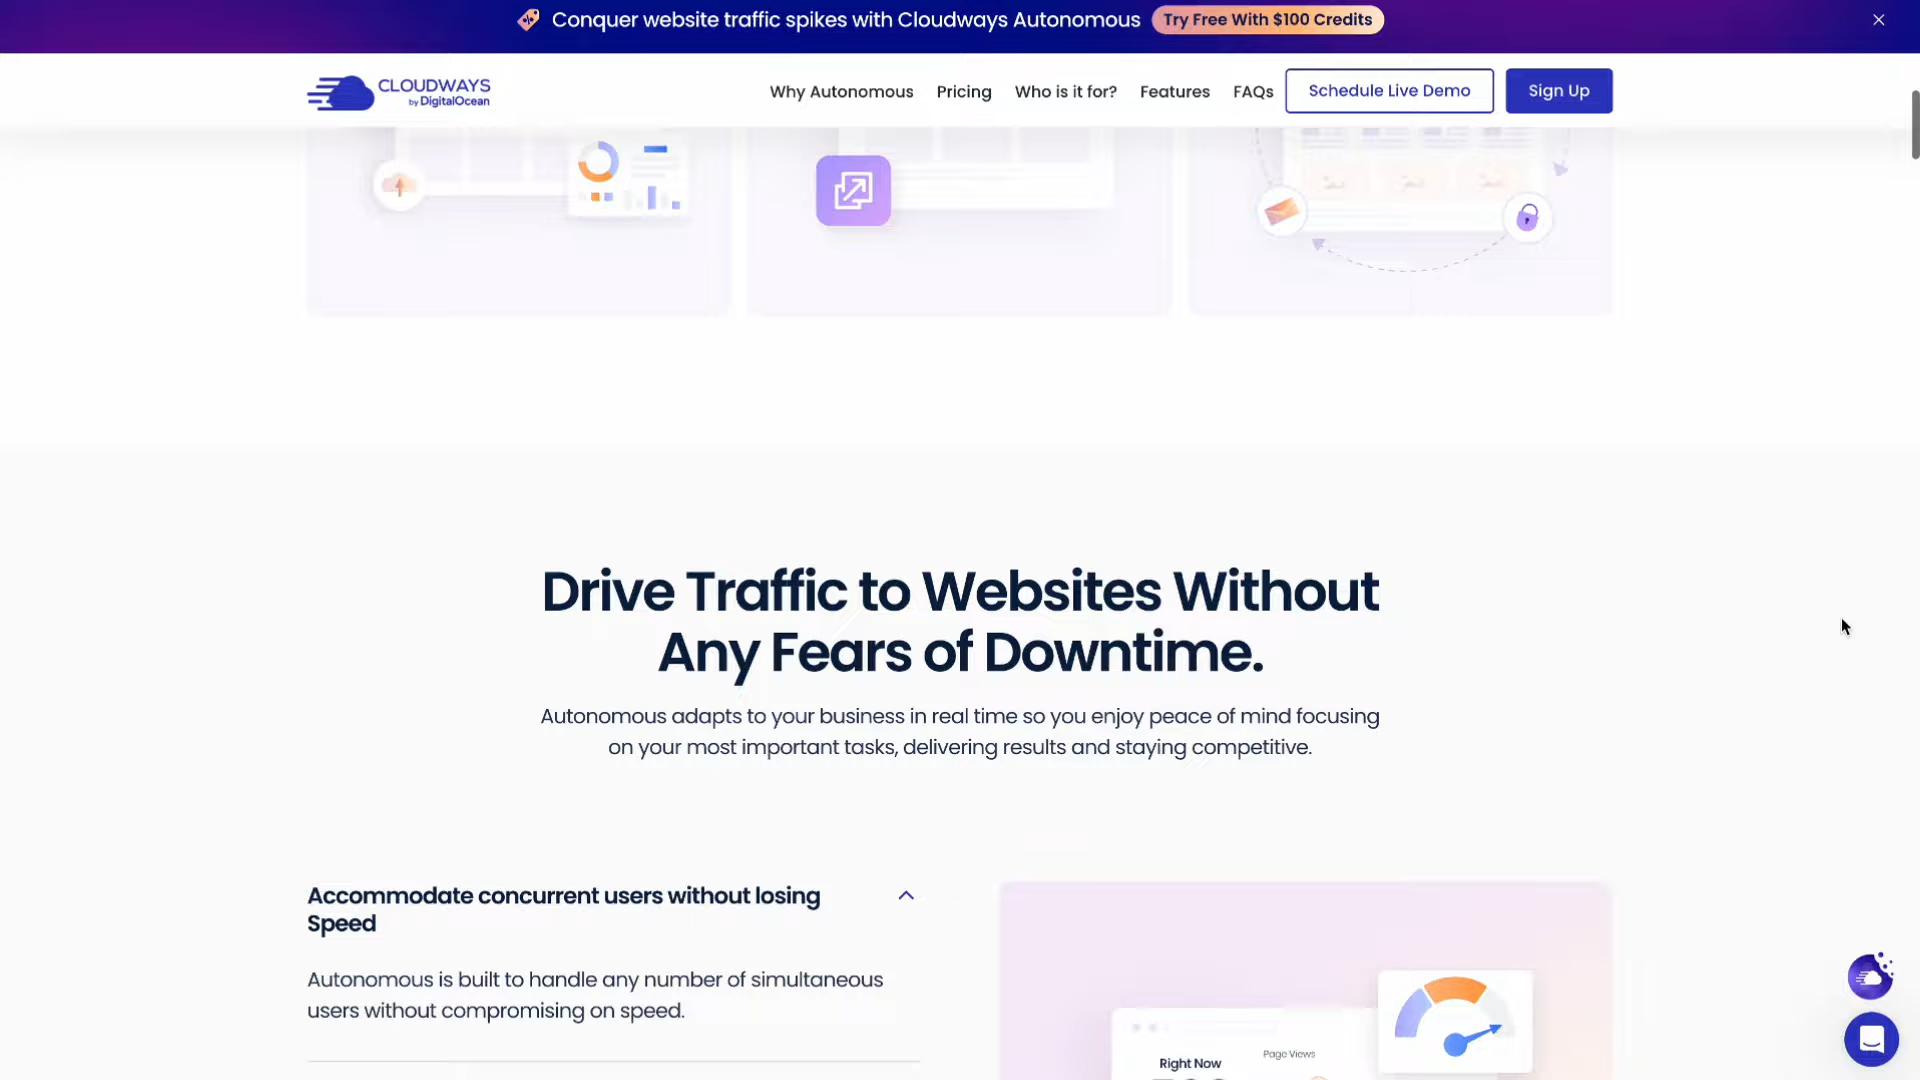 Conquer website traffic spikes with Cloudways Autonomous
Try Free With $100 Credits
CLOUDWAYS
by DigitalOcean
Why Autonomous
Pricing
Who is it for?
Features
FAQs
Schedule Live Demo
Sign Up
Drive Traffic to Websites Without
Any Fears of Downtime.
Autonomous adapts to your business in real time so you enjoy peace of mind focusing
on your most important tasks, delivering results and staying competitive.
Accommodate concurrent users without losing
Speed
Autonomous is built to handle any number of simultaneous
users without compromising on speed.
Right Now
Page Views